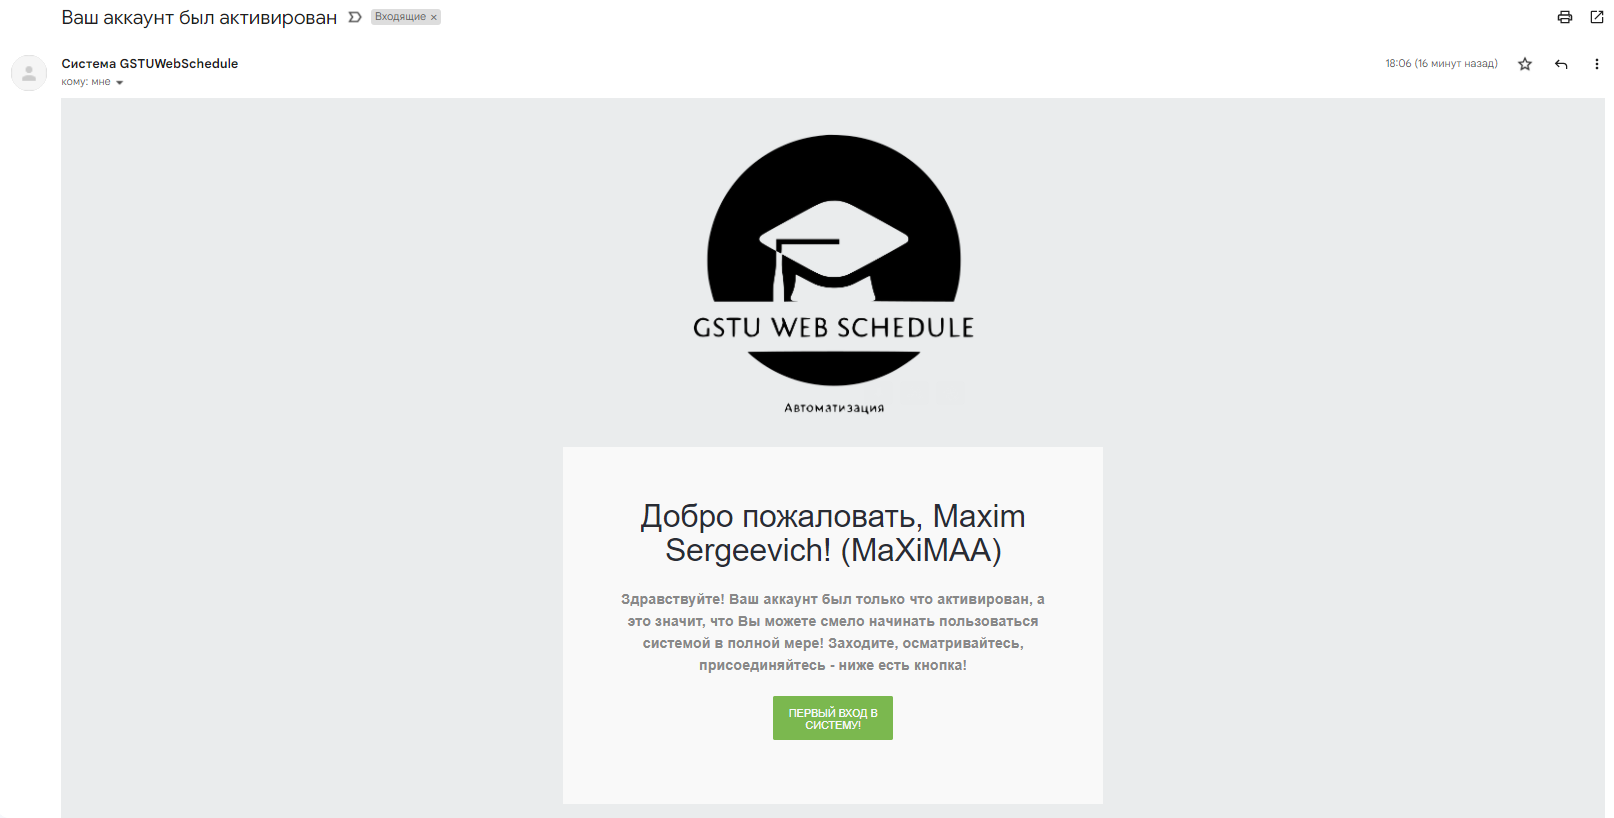 Ваш аккаунт был активирован
Входящие ×
Система GSTUWebSchedule
18:06 (16 минут назад)
кому: мне
GSTU WEB SCHEDULE
Автоматизация
Добро пожаловать, Maxim
Sergeevich! (MaXiMAA)
Здравствуйте! Ваш аккаунт был только что активирован, а
это значит, что Вы можете смело начинать пользоваться
системой в полной мере! Заходите, осматривайтесь,
присоединяйтесь - ниже есть кнопка!
ПЕРВЫЙ ВХОД В
СИСТЕМУ!